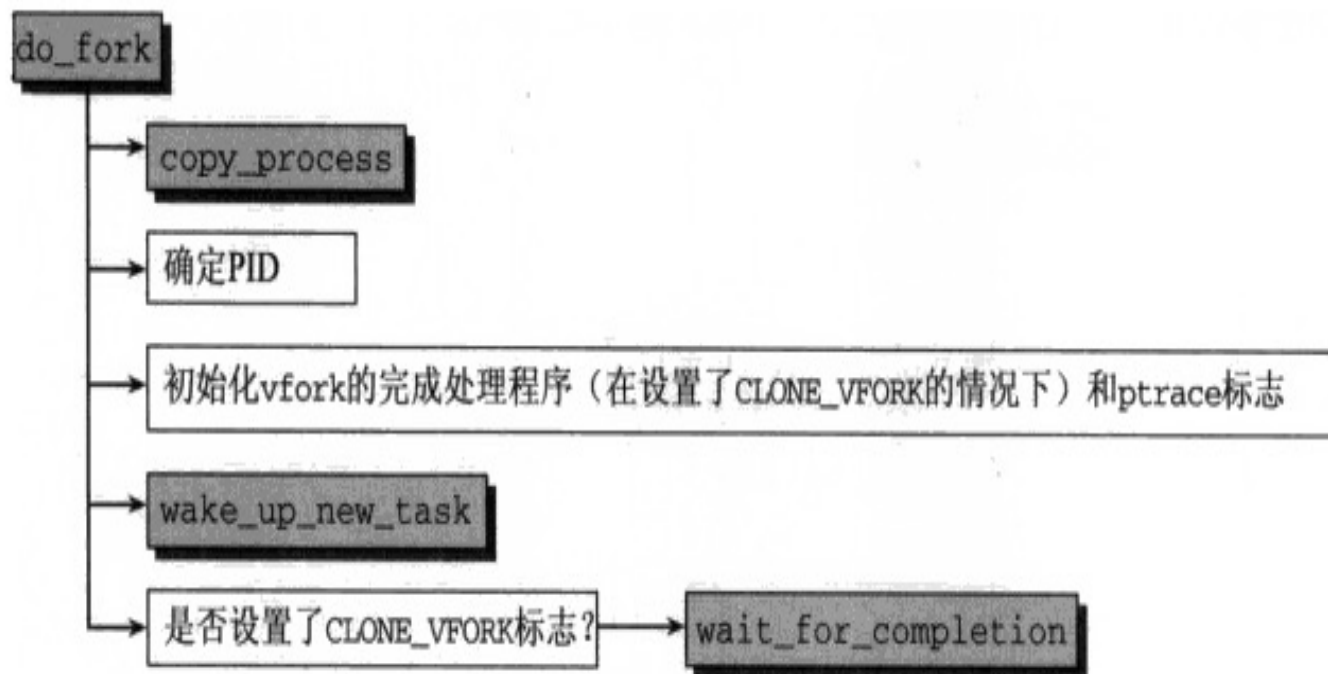 do_fork
copy_process
确定PID
初始化vfork的完成处理程序（在设置了CLONE_VFORK的情况下）和ptrace标志
wake_up_new_task
是否设置了CLONE_VFORK标志？
wait_for_completion